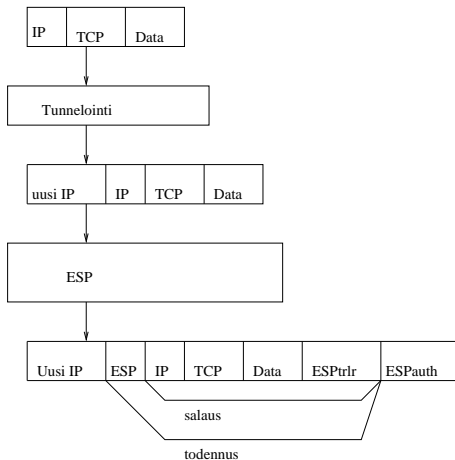 IP TCP Data
Tunnelointi
uusi IP IP TCP Data
ESP
Uusi IP ESP IP TCP Data ESPtrlr ESPauth
salaus
todennus